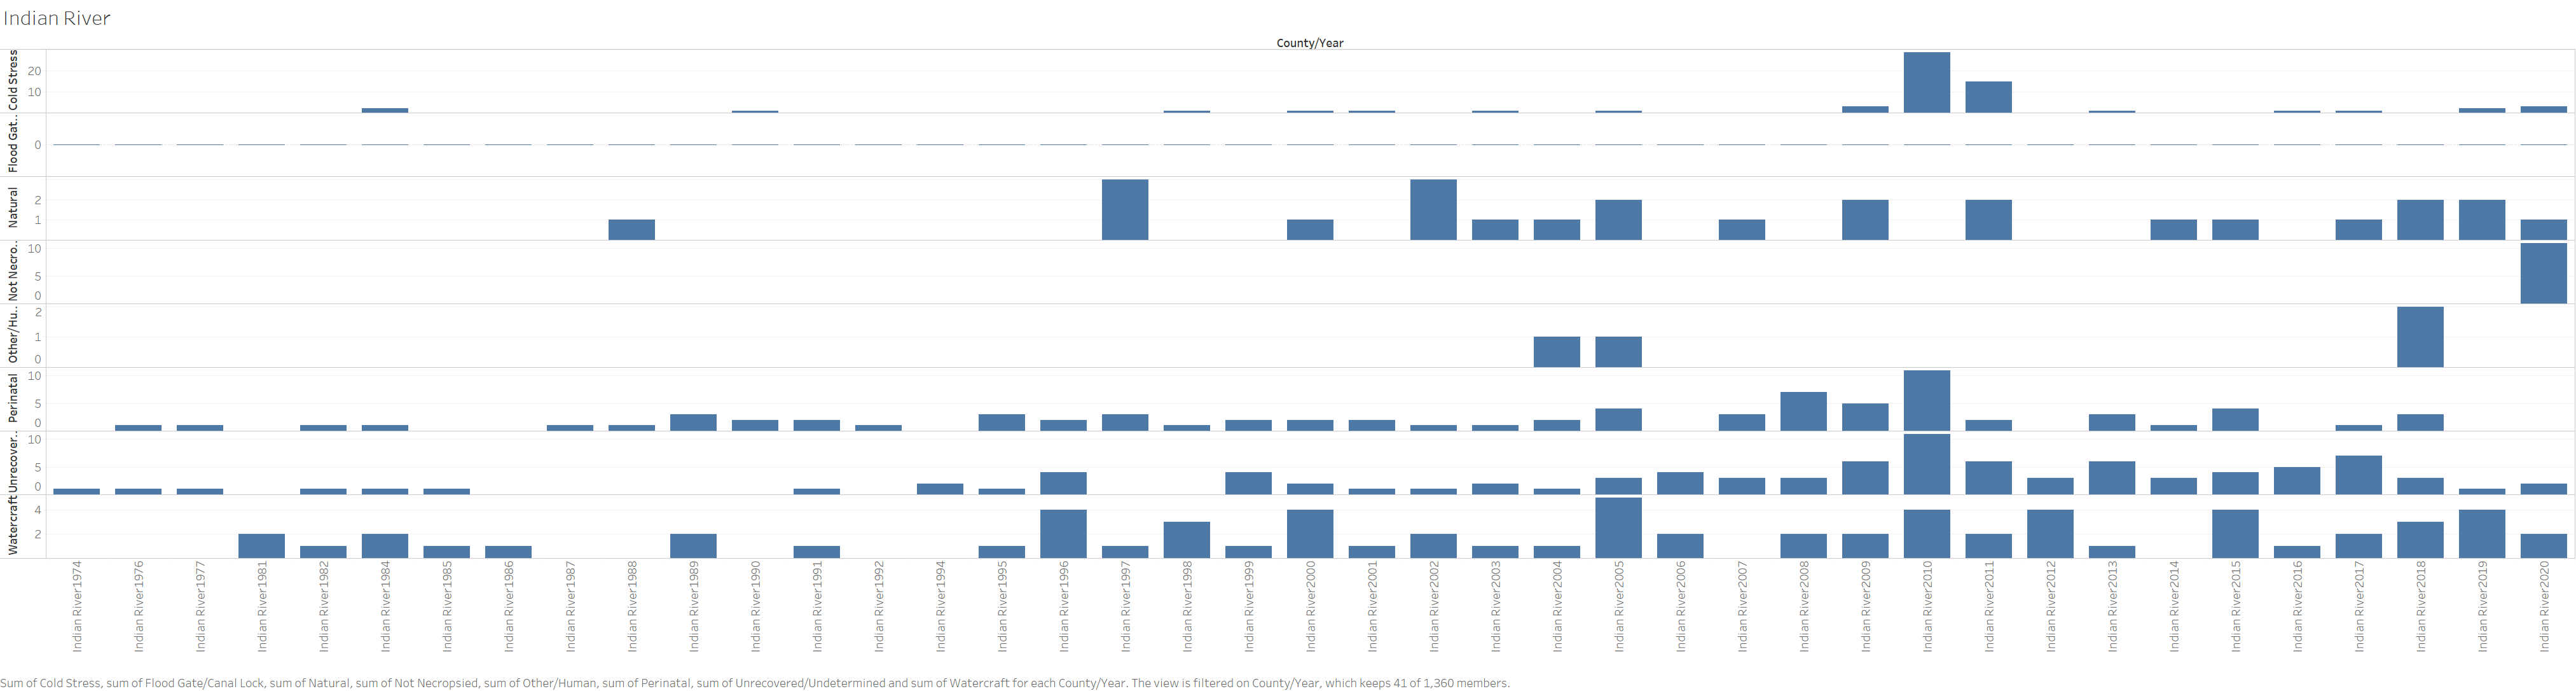 Indian River
County/Year
Cold Stress
20
10
Flood Gat..
0
Natural
2
1
Not Necro..
10
5
0
Other/Hu..
2
1
0
Perinatal
10
5
0
Unrecover..
10
5
0
Watercraft
4
2
Indian River1974
Indian River1976
Indian River1977
Indian River1981
Indian River1982
Indian River1984
Indian River1985
Indian River1986
Indian River1987
Indian River1988
Indian River1989
Indian River1990
Indian River1991
Indian River1992
Indian River1994
Indian River1995
Indian River1996
Indian River1997
Indian River1998
Indian River1999
Indian River2000
Indian River2001
Indian River2002
Indian River2003
Indian River2004
Indian River2005
Indian River2006
Indian River2007
Indian River2008
Indian River2009
Indian River2010
Indian River2011
Indian River2012
Indian River2013
Indian River2014
Indian River2015
Indian River2016
Indian River2017
Indian River2018
Indian River2019
Indian River2020
Sum of Cold Stress, sum of Flood Gate/Canal Lock, sum of Natural, sum of Not Necropsied, sum of Other/Human, sum of Perinatal, sum of Unrecovered/Undetermined and sum of Watercraft for each County/Year. The view is filtered on County/Year, which keeps 41 of 1,360 members.